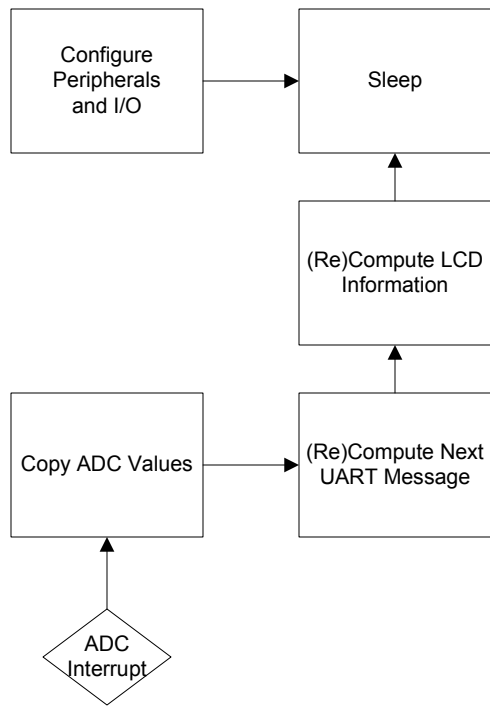 Configure
Peripherals
and I/O
Sleep
(Re)Compute LCD
Information
Copy ADC Values
(Re)Compute Next
UART Message
ADC
Interrupt